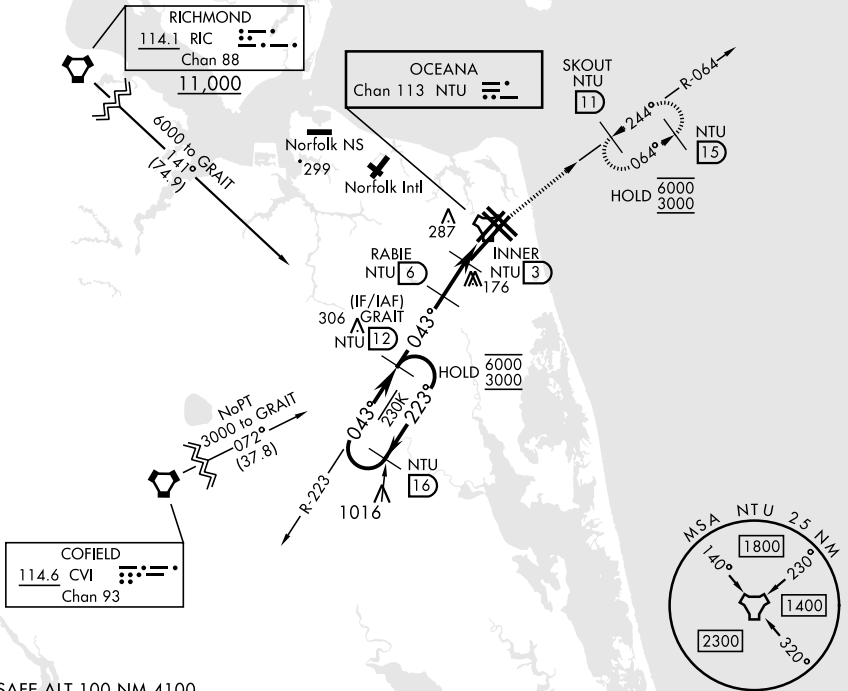 RICHMOND
114.1 RIC
Chan 88
11,000
6000 to GRAIT
141°
(74.9)
Norfolk NS
299
Norfolk Intl
OCEANA
Chan 113 NTU
SKOUT
NTU
11
R-064
244°
064°
NTU
15
HOLD 6000
3000
287
RABIE
NTU 6
INNER
NTU 3
176
(IF/IAF)
GRAIT
306
NTU 12
043°
HOLD 6000
3000
043°
230K
223°
NoPT
3000 to GRAIT
072°
(37.8)
R-223
NTU
16
1016
COFIELD
114.6 CVI
Chan 93
MSA NTU 25 NM
1800
140°
230°
1400
2300
320°
SAFE ALT 100 NM 4100